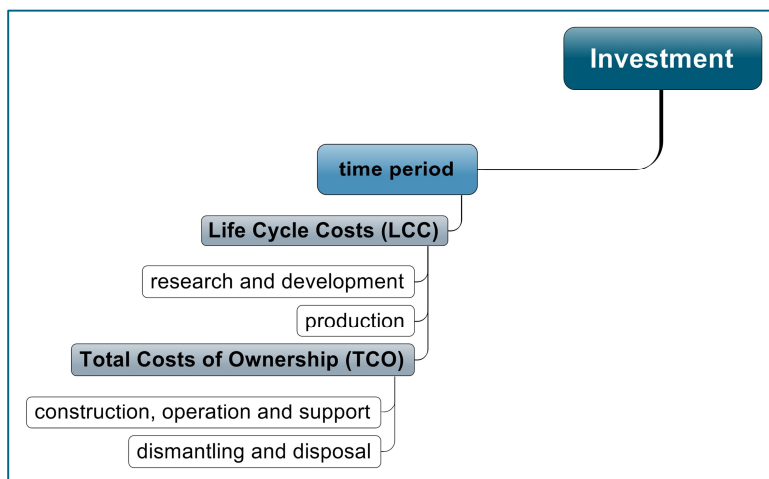 Investment
time period
Life Cycle Costs (LCC)
research and development
production
Total Costs of Ownership (TCO)
construction, operation and support
dismantling and disposal